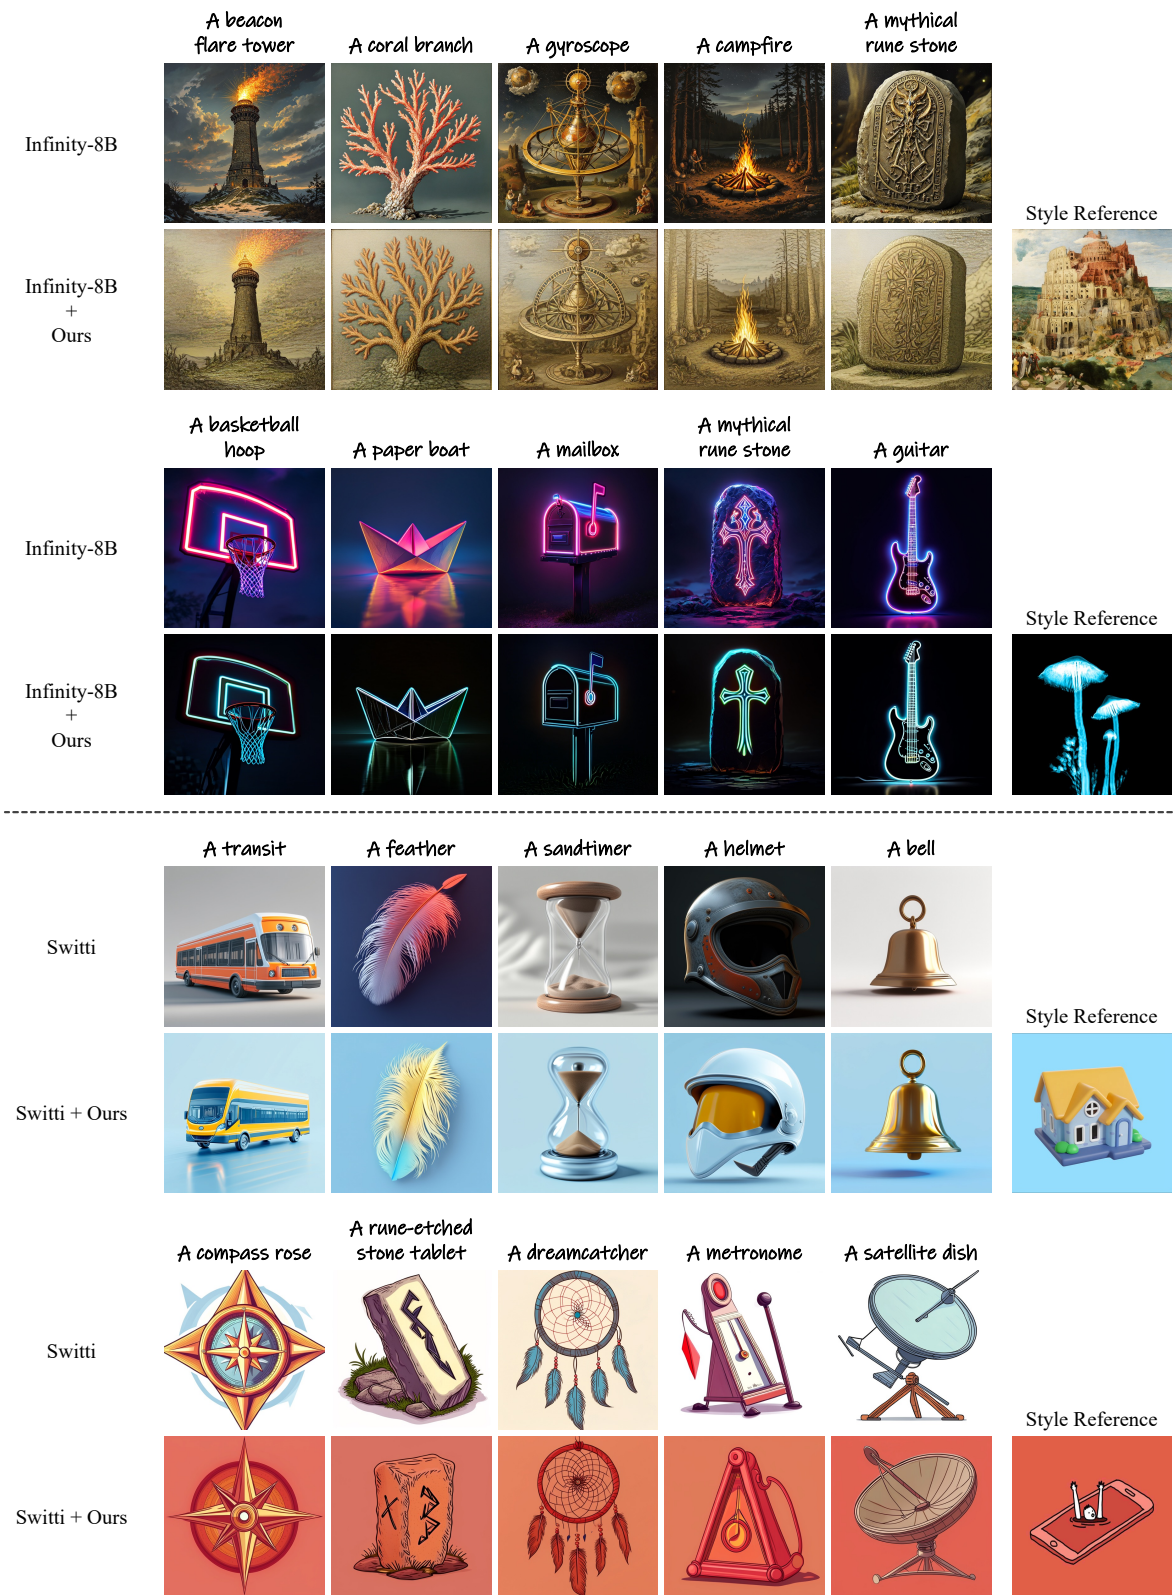 A beacon
flare tower
A coral branch
A gyroscope
A campfire
A mythical
rune stone
Infinity-8B
Style Reference
Infinity-8B
+
Ours
A basketball
hoop
A paper boat
A mailbox
A mythical
rune stone
A guitar
Infinity-8B
Style Reference
Infinity-8B
+
Ours
A transit
A feather
A sandtimer
A helmet
A bell
Switti
Style Reference
Switti + Ours
A compass rose
A rune-etched
stone tablet
A dreamcatcher
A metronome
A satellite dish
Switti
Style Reference
Switti + Ours